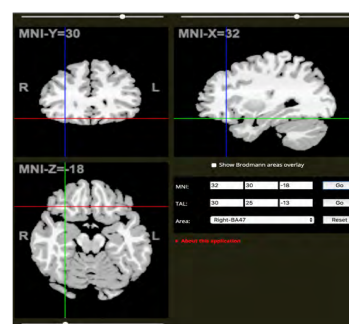 MNI-Y=30
MNI-X=32
R
L
MNI-Z=-18
R
L
Show Brodmann areas overlay
MNI: 32 30 -18 Go
TAL: 30 25 -13 Go
Area: Right-BA47 Reset
About this application